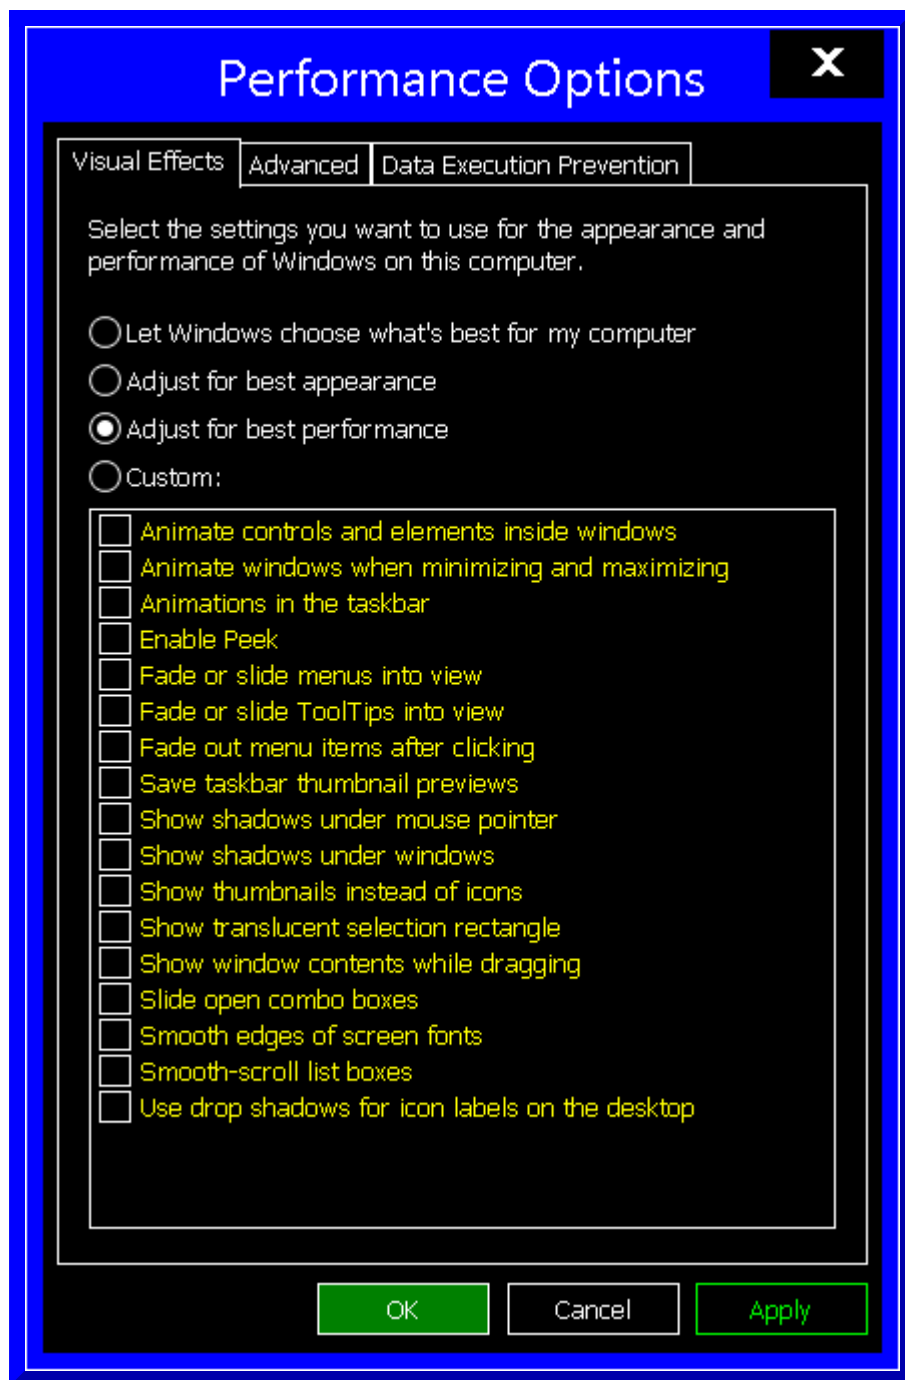 Performance Options
X
Visual Effects
Advanced
Data Execution Prevention
Select the settings you want to use for the appearance and
performance of Windows on this computer.
Let Windows choose what's best for my computer
Adjust for best appearance
Adjust for best performance
Custom:
Animate controls and elements inside windows
Animate windows when minimizing and maximizing
Animations in the taskbar
Enable Peek
Fade or slide menus into view
Fade or slide ToolTips into view
Fade out menu items after clicking
Save taskbar thumbnail previews
Show shadows under mouse pointer
Show shadows under windows
Show thumbnails instead of icons
Show translucent selection rectangle
Show window contents while dragging
Slide open combo boxes
Smooth edges of screen fonts
Smooth-scroll list boxes
Use drop shadows for icon labels on the desktop
OK
Cancel
Apply